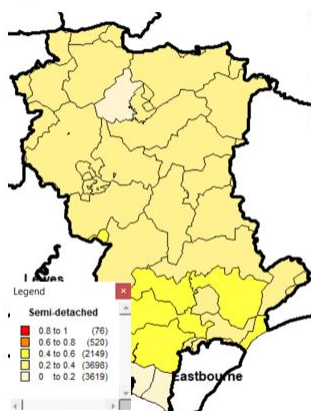 Lewes
Legend
Semi-detached
0.8 to 1 (76)
0.6 to 0.8 (520)
0.4 to 0.6 (2149)
0.2 to 0.4 (3698)
0 to 0.2 (3619)
Eastbourne